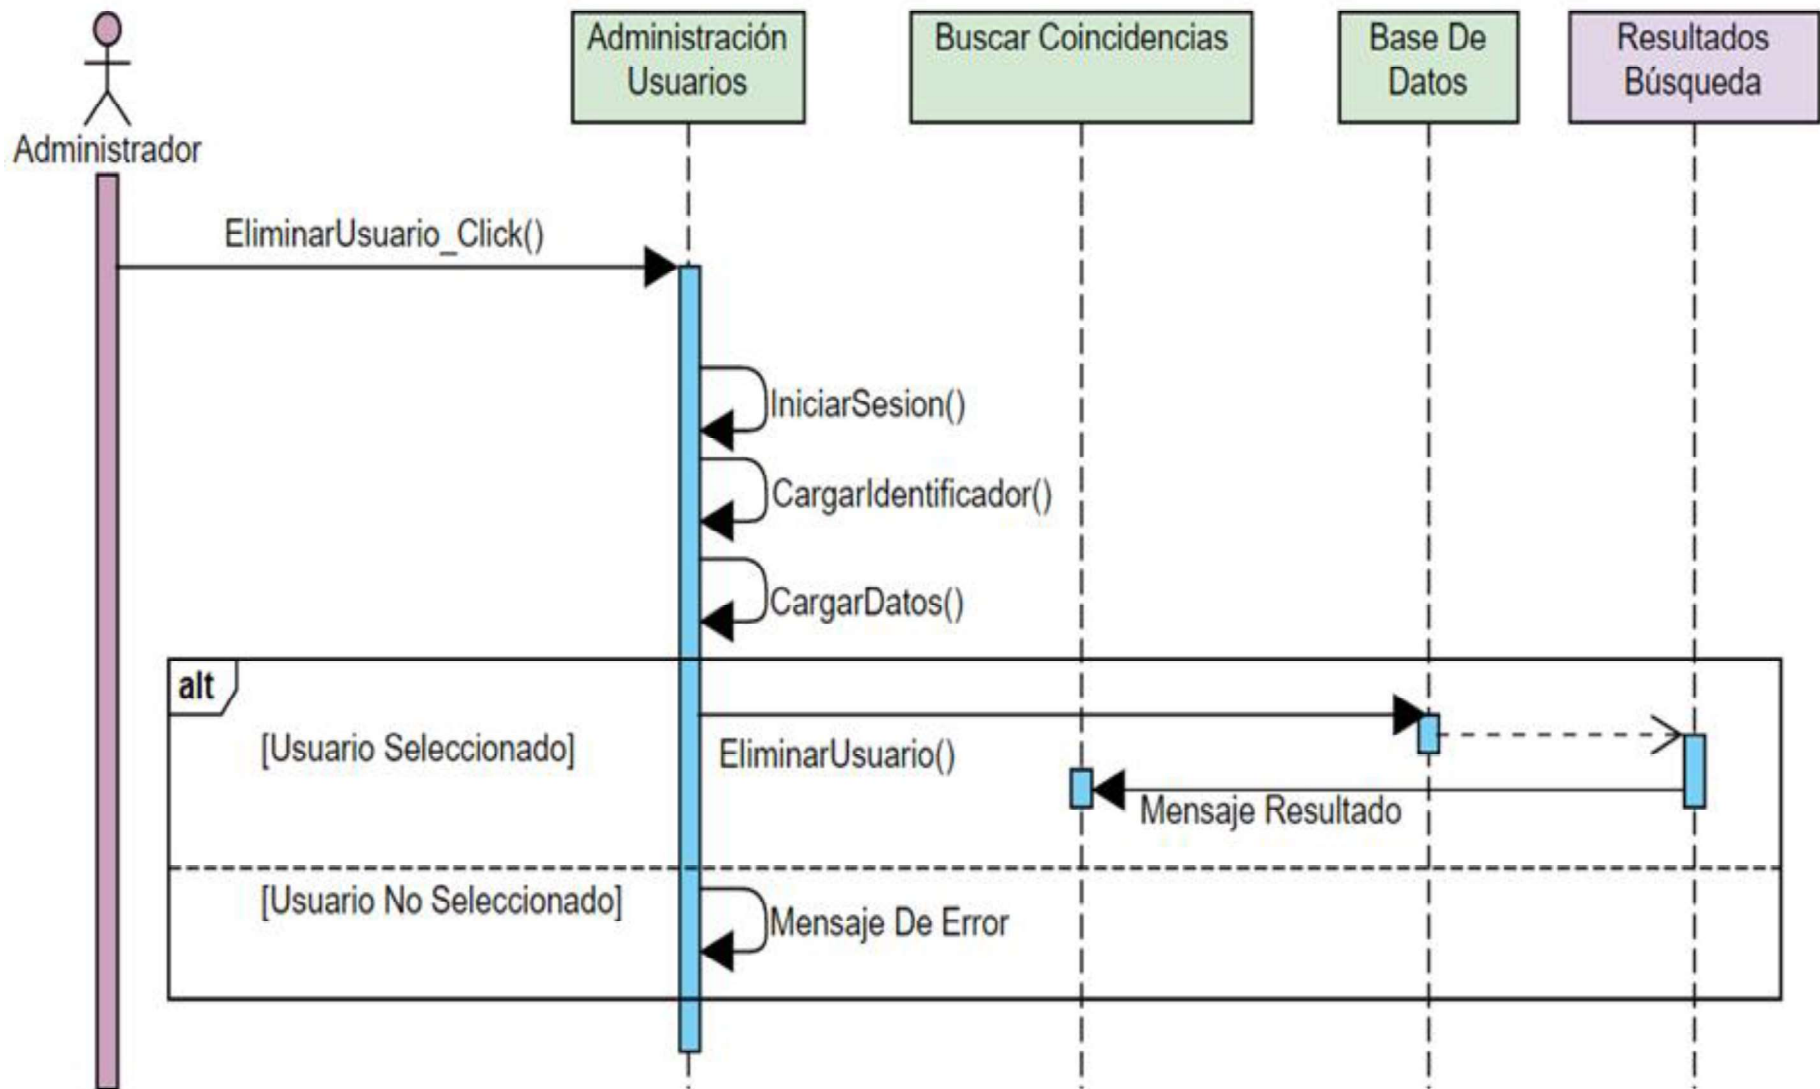 Administración
Usuarios
Buscar Coincidencias
Base De
Datos
Resultados
Búsqueda
Administrador
EliminarUsuario_Click()
IniciarSesion()
CargarIdentificador()
CargarDatos()
alt
[Usuario Seleccionado]
EliminarUsuario()
Mensaje Resultado
[Usuario No Seleccionado]
Mensaje De Error